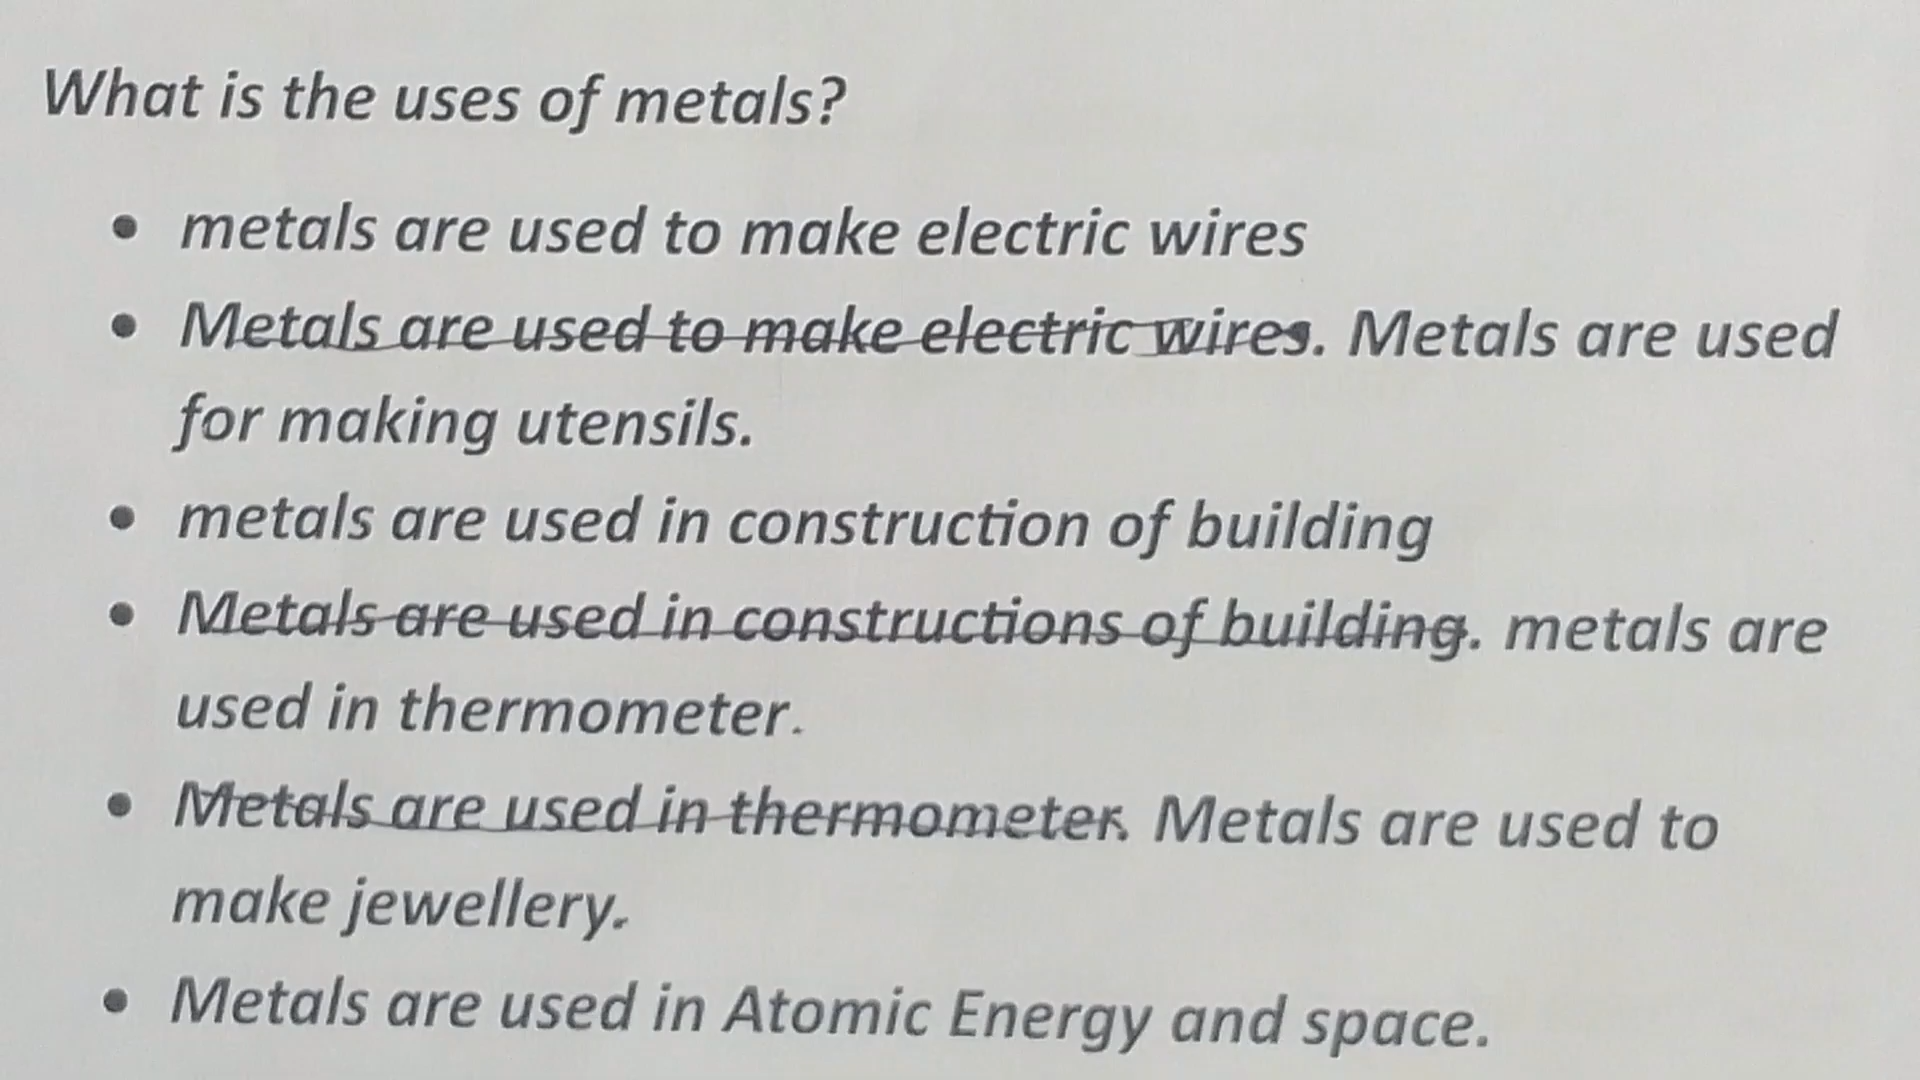 What is the uses of metals?
• metals are used to make electric wires
• Metals are used to make electric wires. Metals are used
for making utensils.
• metals are used in construction of building
• Metals are used in constructions of building. metals are
used in thermometer.
• Metals are used in thermometer. Metals are used to
make jewellery.
• Metals are used in Atomic Energy and space.